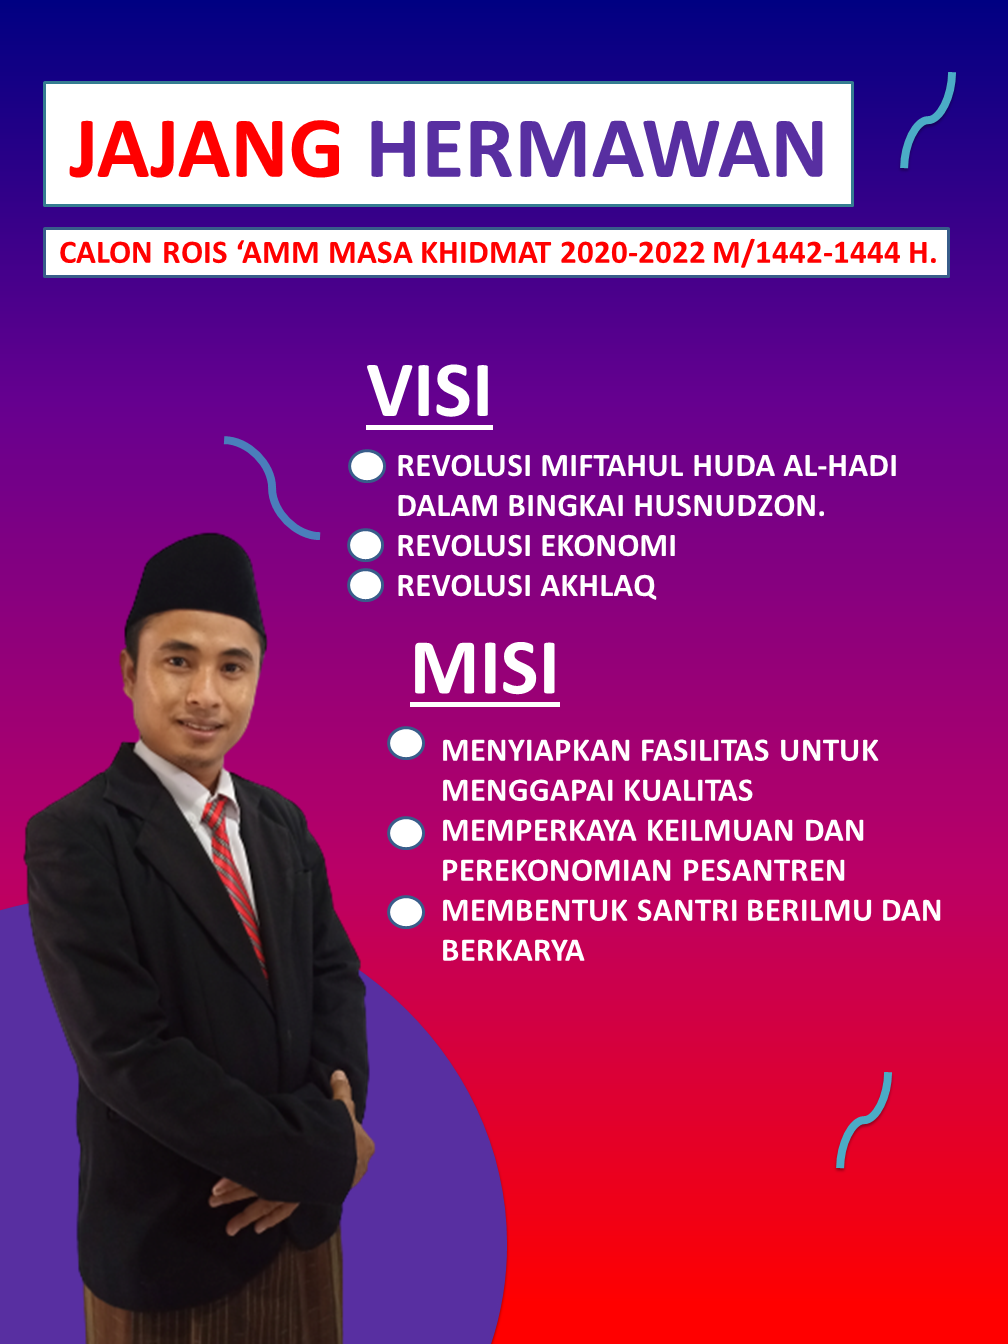 JAJANG HERMAWAN
CALON ROIS ‘AMM MASA KHIDMAT 2020-2022 M/1442-1444 H.
VISI
REVOLUSI MIFTAHUL HUDA AL-HADI
DALAM BINGKAI HUSNUDZON.
REVOLUSI EKONOMI
REVOLUSI AKHLAQ
MISI
MENYIAPKAN FASILITAS UNTUK
MENGGAPAI KUALITAS
MEMPERKAYA KEILMUAN DAN
PEREKONOMIAN PESANTREN
MEMBENTUK SANTRI BERILMU DAN
BERKARYA